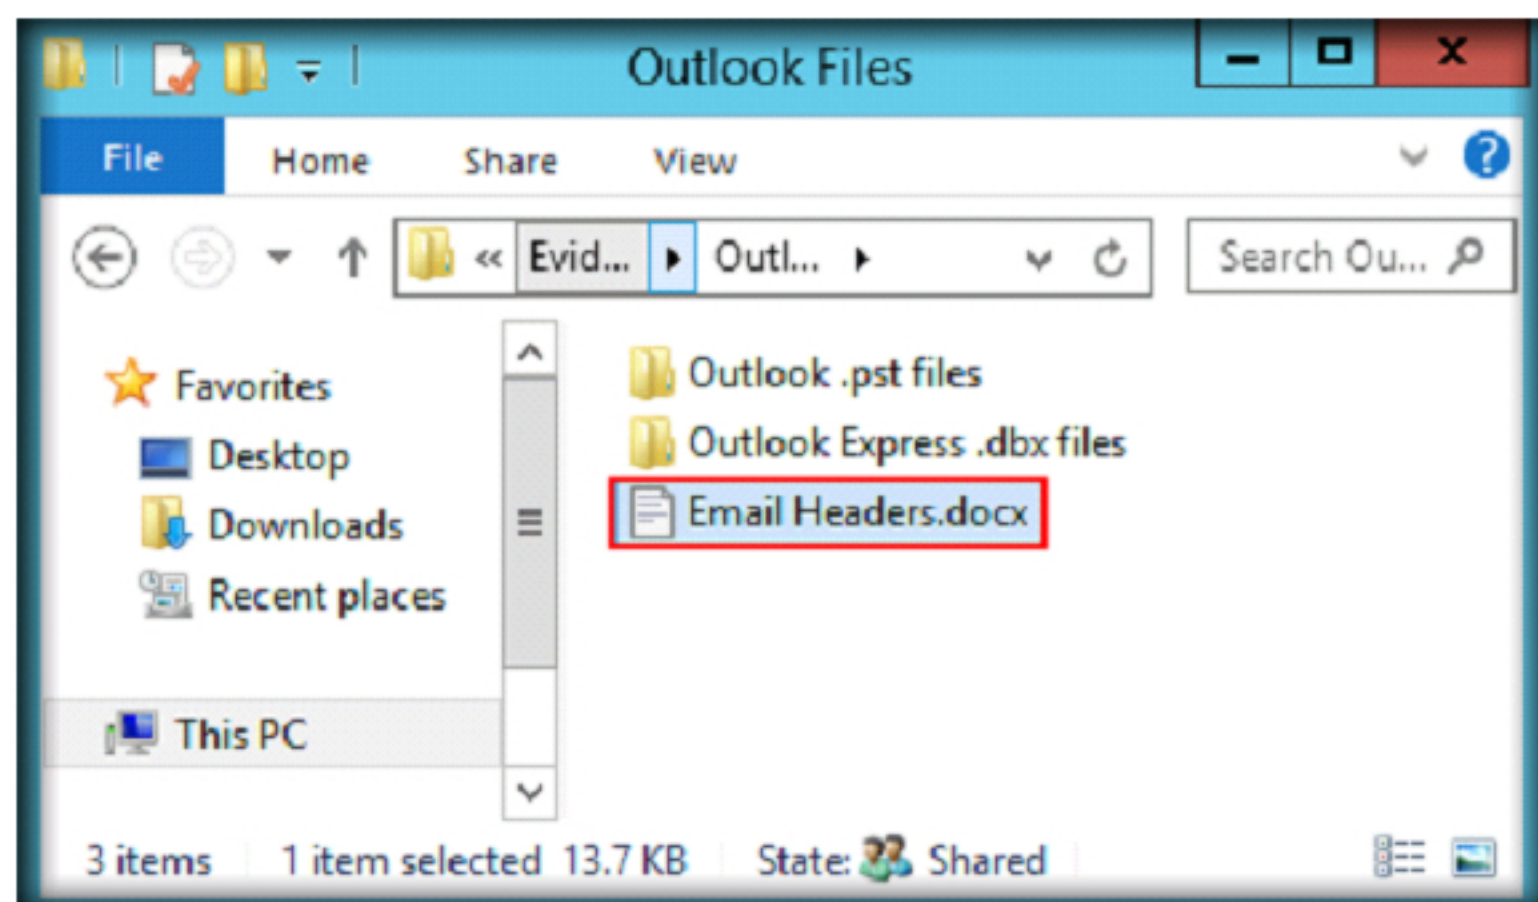 Outlook Files
File Home Share View
« Evid... Outl... Search Ou...
Favorites
Desktop
Downloads
Recent places
This PC
Outlook .pst files
Outlook Express .dbx files
Email Headers.docx
3 items 1 item selected 13.7 KB State: Shared